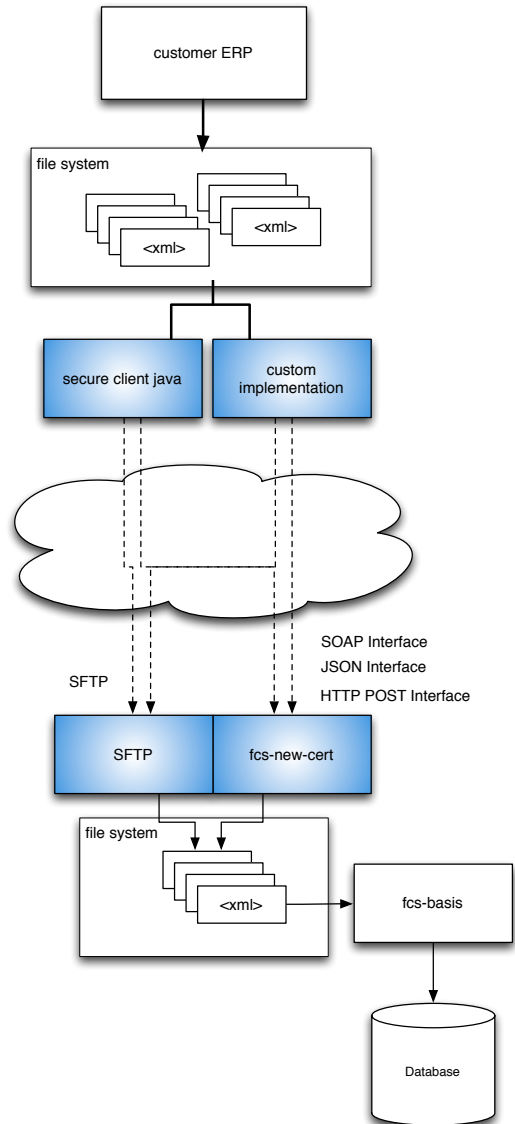 customer ERP
file system
<xml>
<xml>
secure client java
custom
implementation
SOAP Interface
JSON Interface
SFTP
HTTP POST Interface
SFTP
fcs-new-cert
file system
<xml>
fcs-basis
Database